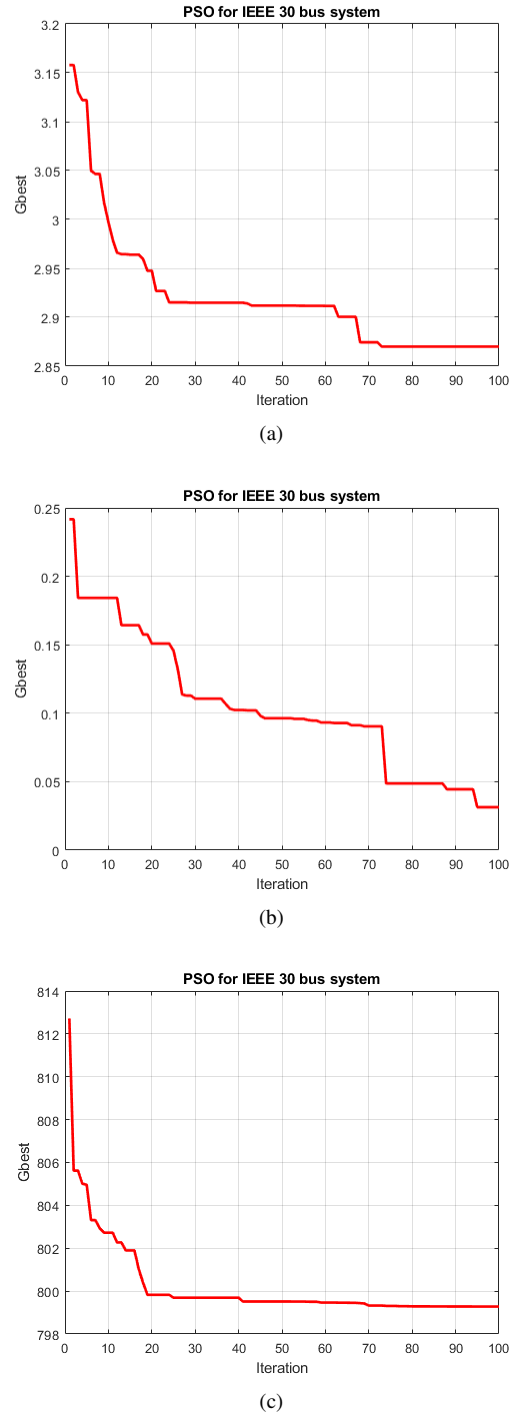 PSO for IEEE 30 bus system
3.2
3.15
3.1
3.05
3
2.95
2.9
2.85
Gbest
0 10 20 30 40 50 60 70 80 90 100
Iteration
(a)
PSO for IEEE 30 bus system
0.25
0.2
0.15
0.1
0.05
0
Gbest
0 10 20 30 40 50 60 70 80 90 100
Iteration
(b)
PSO for IEEE 30 bus system
814
812
810
808
806
804
802
800
798
Gbest
0 10 20 30 40 50 60 70 80 90 100
Iteration
(c)